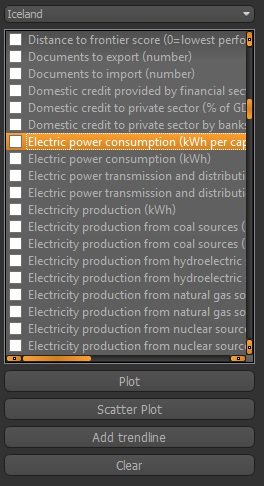 Iceland
Distance to frontier score (0=lowest perfo
Documents to export (number)
Documents to import (number)
Domestic credit provided by financial sec
Domestic credit to private sector (% of GD
Domestic credit to private sector by banks
Electric power consumption (kWh per cap
Electric power consumption (kWh)
Electric power transmission and distributi
Electric power transmission and distributi
Electricity production (kWh)
Electricity production from coal sources (
Electricity production from coal sources (
Electricity production from hydroelectric
Electricity production from hydroelectric
Electricity production from natural gas so
Electricity production from natural gas so
Electricity production from nuclear source
Electricity production from nuclear source
Plot
Scatter Plot
Add trendline
Clear